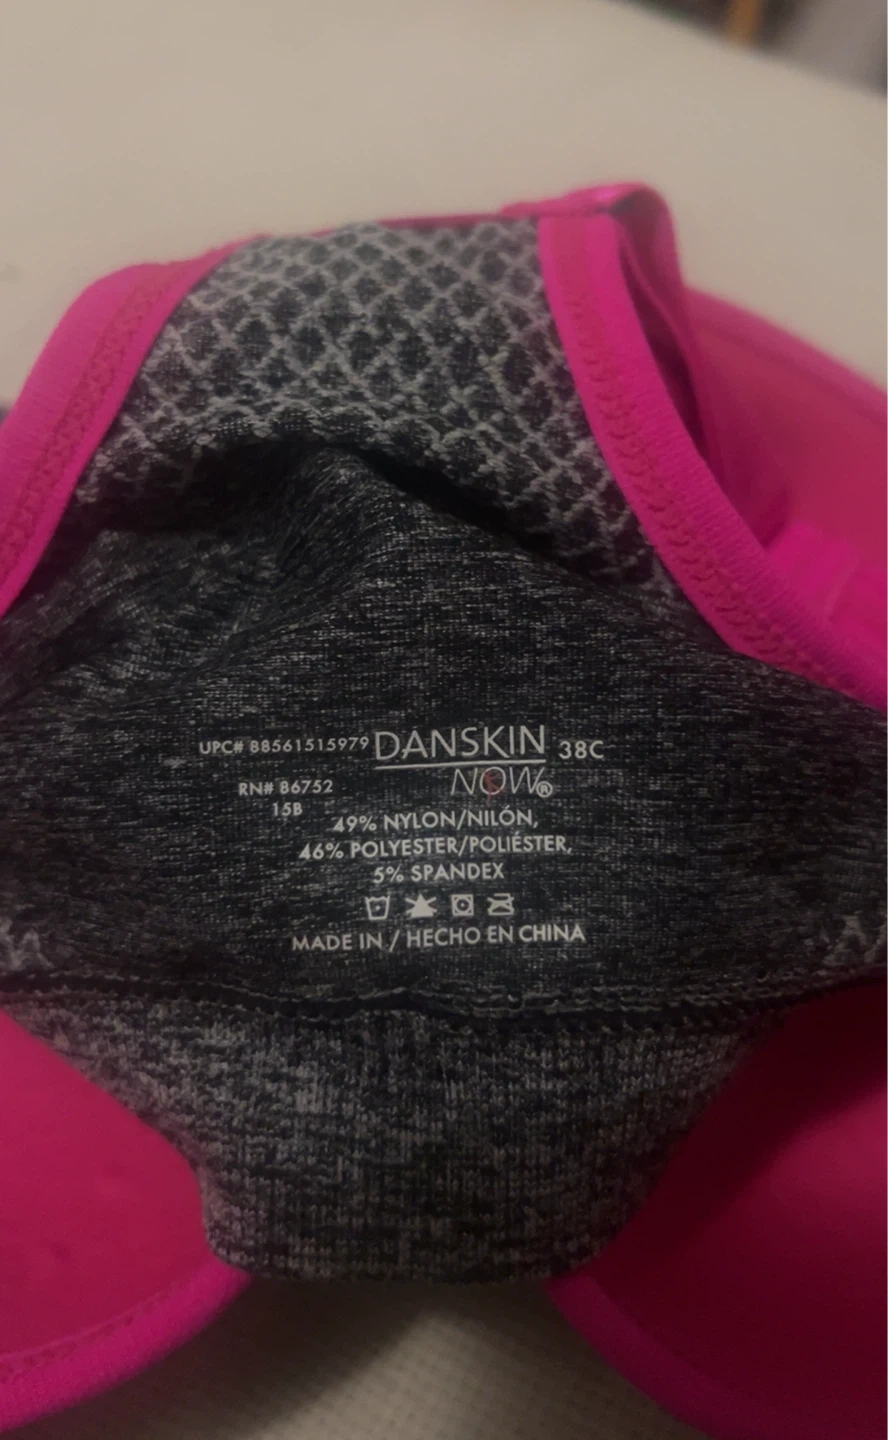 UPC# 88561515979 DANSKIN 38C
NOW®
RN# 86752
15B
49% NYLON/NILÓN,
46% POLYESTER/POLIÉSTER,
5% SPANDEX
MADE IN / HECHO EN CHINA